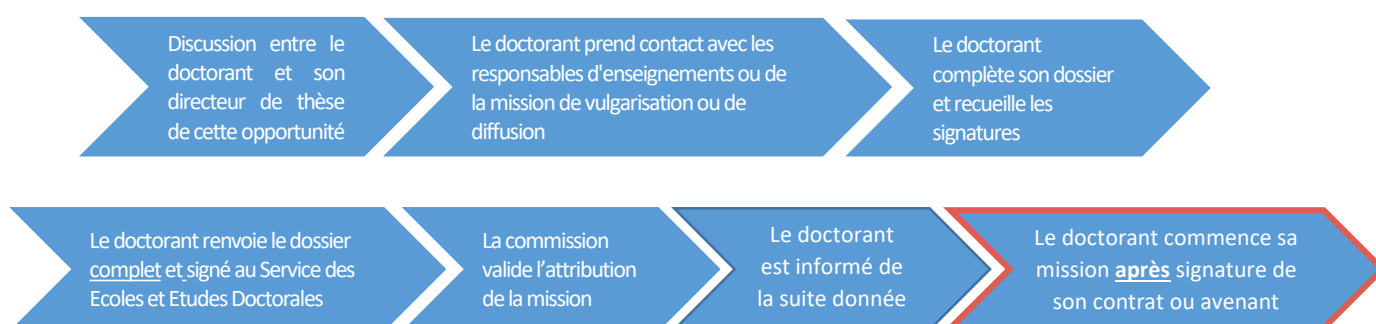 Discussion entre le
doctorant et son
directeur de thèse
de cette opportunité
Le doctorant prend contact avec les
responsables d'enseignements ou de
la mission de vulgarisation ou de
diffusion
Le doctorant
complète son dossier
et recueille les
signatures
Le doctorant renvoie le dossier
complet et signé au Service des
Ecoles et Etudes Doctorales
La commission
valide l’attribution
de la mission
Le doctorant
est informé de
la suite donnée
Le doctorant commence sa
mission après signature de
son contrat ou avenant